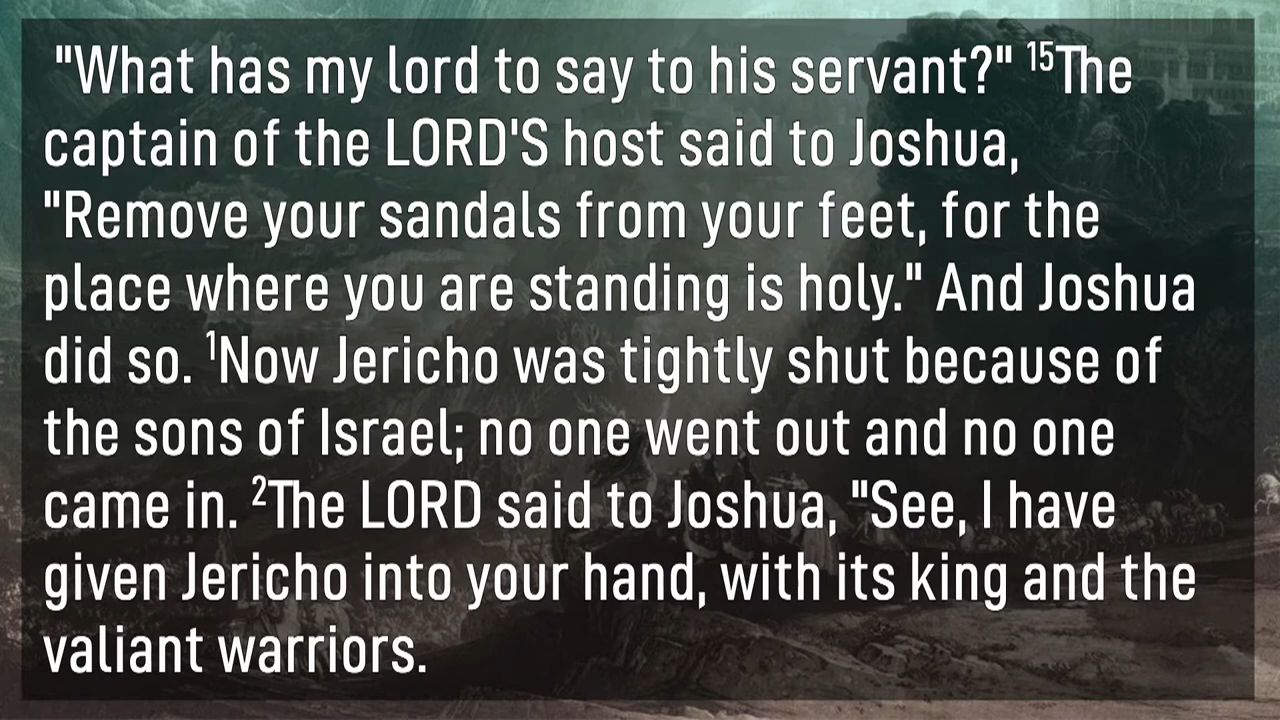 "What has my lord to say to his servant?" ¹⁵The
captain of the LORD'S host said to Joshua,
"Remove your sandals from your feet, for the
place where you are standing is holy." And Joshua
did so. ¹Now Jericho was tightly shut because of
the sons of Israel; no one went out and no one
came in. ²The LORD said to Joshua, "See, I have
given Jericho into your hand, with its king and the
valiant warriors.